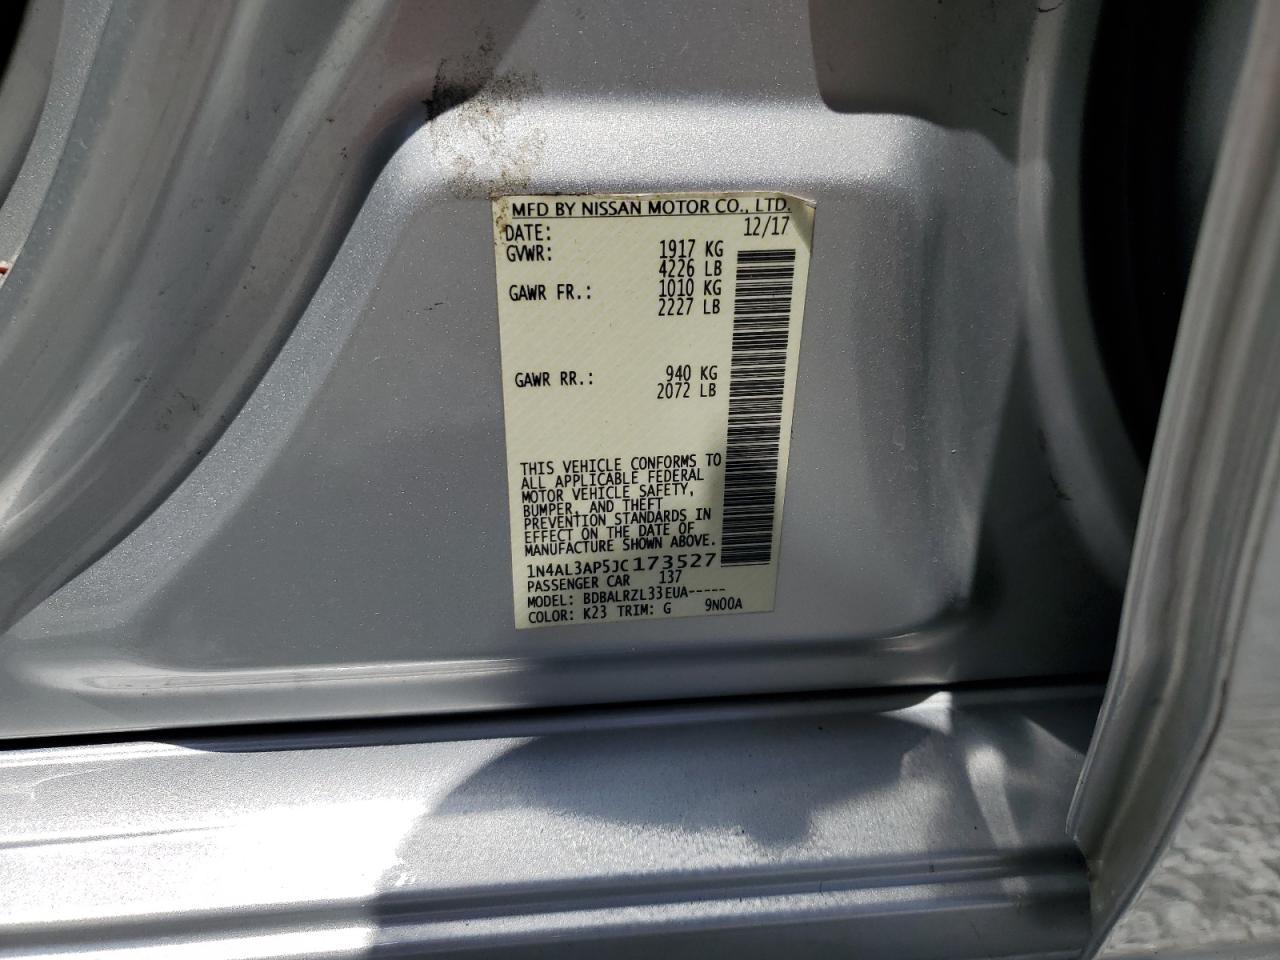 MFD BY NISSAN MOTOR CO., LTD.
DATE: 12/17
GVWR: 1917 KG
4226 LB
GAWR FR.: 1010 KG
2227 LB
GAWR RR.: 940 KG
2072 LB
THIS VEHICLE CONFORMS TO
ALL APPLICABLE FEDERAL
MOTOR VEHICLE SAFETY,
BUMPER, AND THEFT
PREVENTION STANDARDS IN
EFFECT ON THE DATE OF
MANUFACTURE SHOWN ABOVE.
1N4AL3AP5JC173527
PASSENGER CAR 137
MODEL: BDBALRZL33EUA-----
COLOR: K23 TRIM: G 9N00A